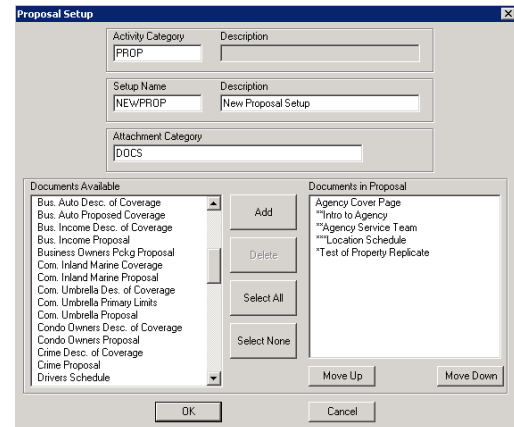 Proposal Setup
Activity Category Description
PROP
Setup Name Description
NEWPROP New Proposal Setup
Attachment Category
DOCS
Documents Available
Bus. Auto Desc. of Coverage
Bus. Auto Proposed Coverage
Bus. Income Desc. of Coverage
Bus. Income Proposal
Business Owners Pckg Proposal
Com. Inland Marine Coverage
Com. Inland Marine Proposal
Com. Umbrella Des. of Coverage
Com. Umbrella Primary Limits
Com. Umbrella Proposal
Condo Owners Desc. of Coverage
Condo Owners Proposal
Crime Desc. of Coverage
Crime Proposal
Drivers Schedule
Add
Delete
Select All
Select None
Documents in Proposal
Agency Cover Page
**Intro to Agency
**Agency Service Team
***Location Schedule
*Test of Property Replicate
Move Up Move Down
OK Cancel